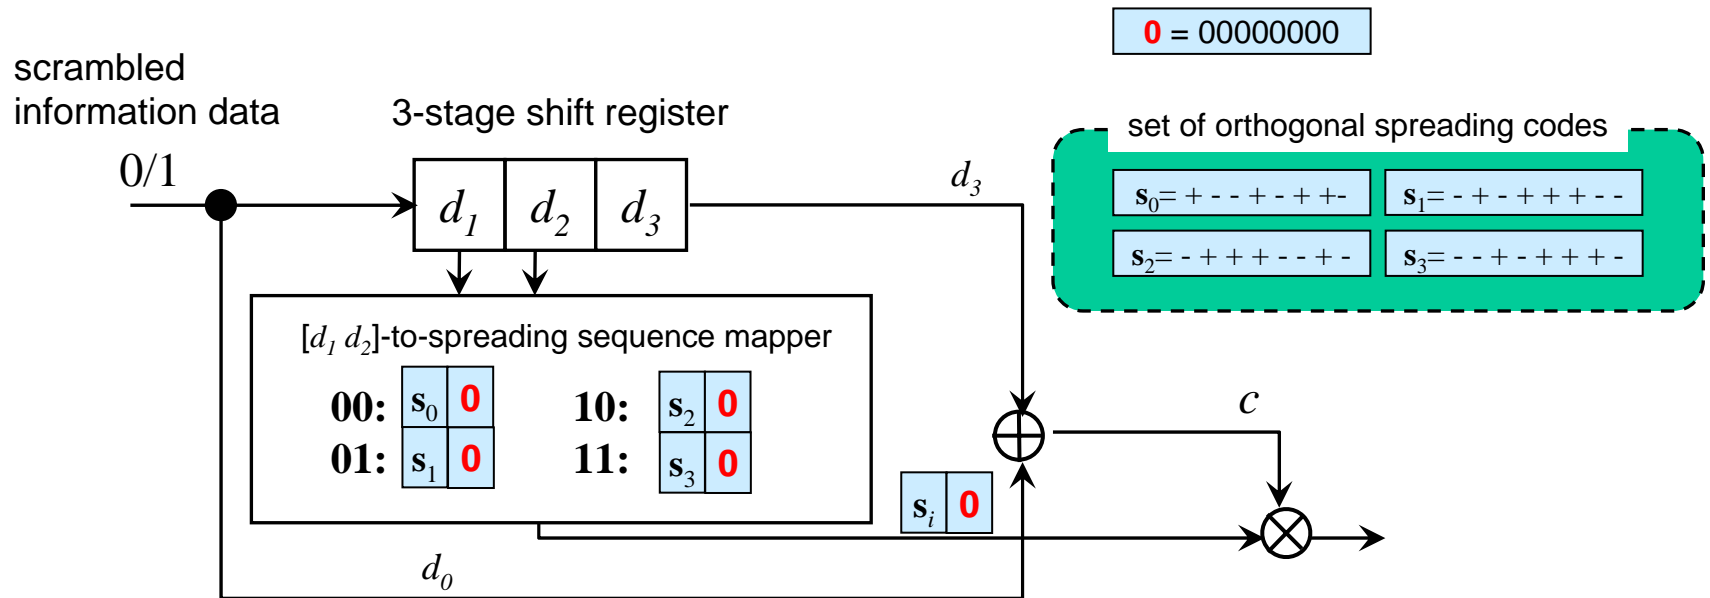 0 = 00000000
scrambled
information data
3-stage shift register
set of orthogonal spreading codes
0/1
d1 d2 d3
d3
s0= + - - + - + +-
s1= - + - + + + - -
s2= - + + + - - + -
s3= - - + - + + + -
[d1 d2]-to-spreading sequence mapper
00: s0 0
10: s2 0
01: s1 0
11: s3 0
c
si 0
d0